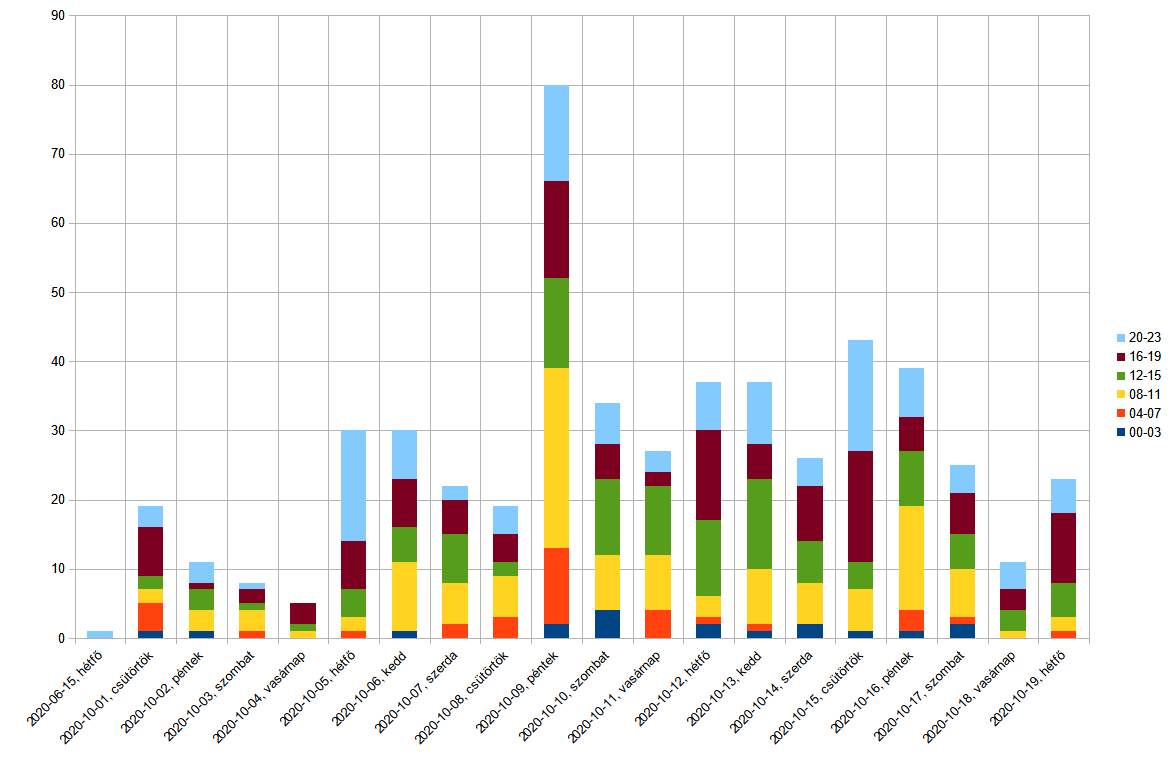 90
80
70
60
50
40
30
20
10
0
20-23
16-19
12-15
08-11
04-07
00-03
2020-06-15, hétfő
2020-10-01, csütörtök
2020-10-02, péntek
2020-10-03, szombat
2020-10-04, vasárnap
2020-10-05, hétfő
2020-10-06, kedd
2020-10-07, szerda
2020-10-08, csütörtök
2020-10-09, péntek
2020-10-10, szombat
2020-10-11, vasárnap
2020-10-12, hétfő
2020-10-13, kedd
2020-10-14, szerda
2020-10-15, csütörtök
2020-10-16, péntek
2020-10-17, szombat
2020-10-18, vasárnap
2020-10-19, hétfő